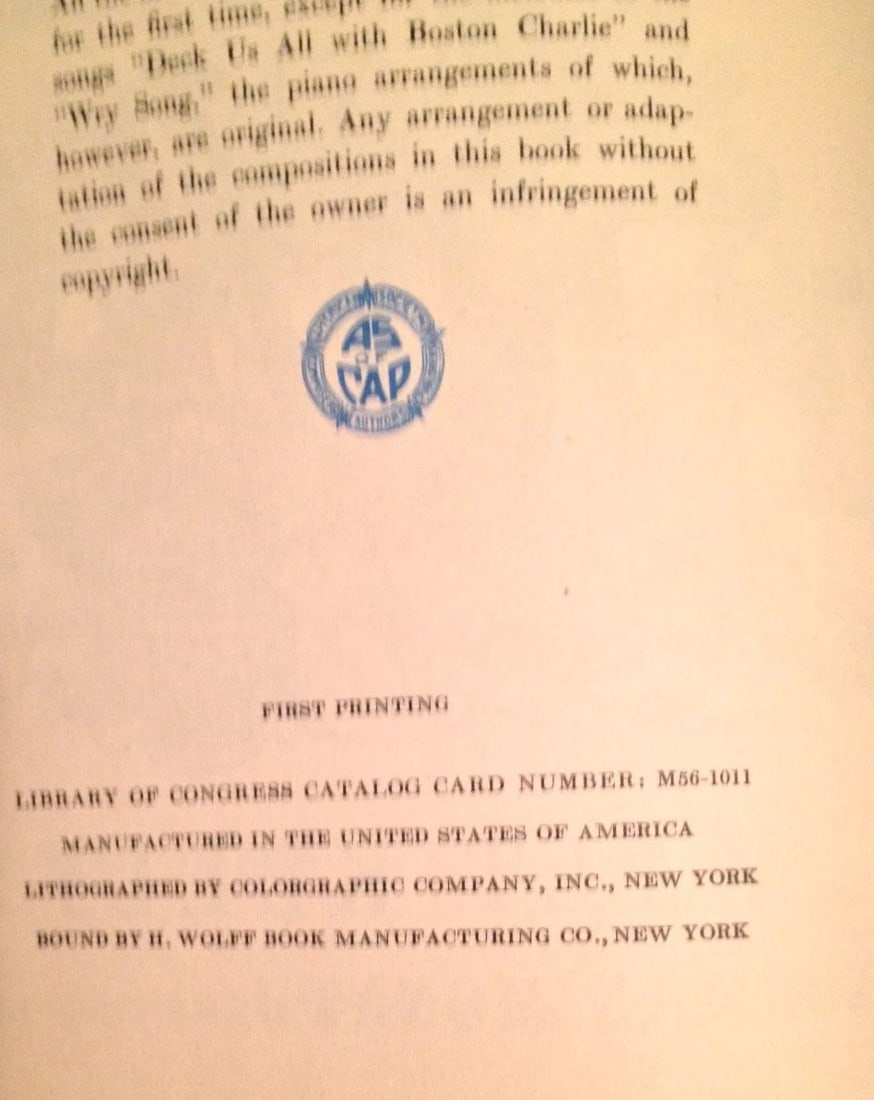 for the first time, except
songs "Deck Us All with Boston Charlie" and
"Wry Song," the piano arrangements of which,
however, are original. Any arrangement or adap-
tation of the compositions in this book without
the consent of the owner is an infringement of
copyright.
AS
OF
CAP
AUTHORS
FIRST PRINTING
LIBRARY OF CONGRESS CATALOG CARD NUMBER: M56-1011
MANUFACTURED IN THE UNITED STATES OF AMERICA
LITHOGRAPHED BY COLORGRAPHIC COMPANY, INC., NEW YORK
BOUND BY H. WOLFF BOOK MANUFACTURING CO., NEW YORK